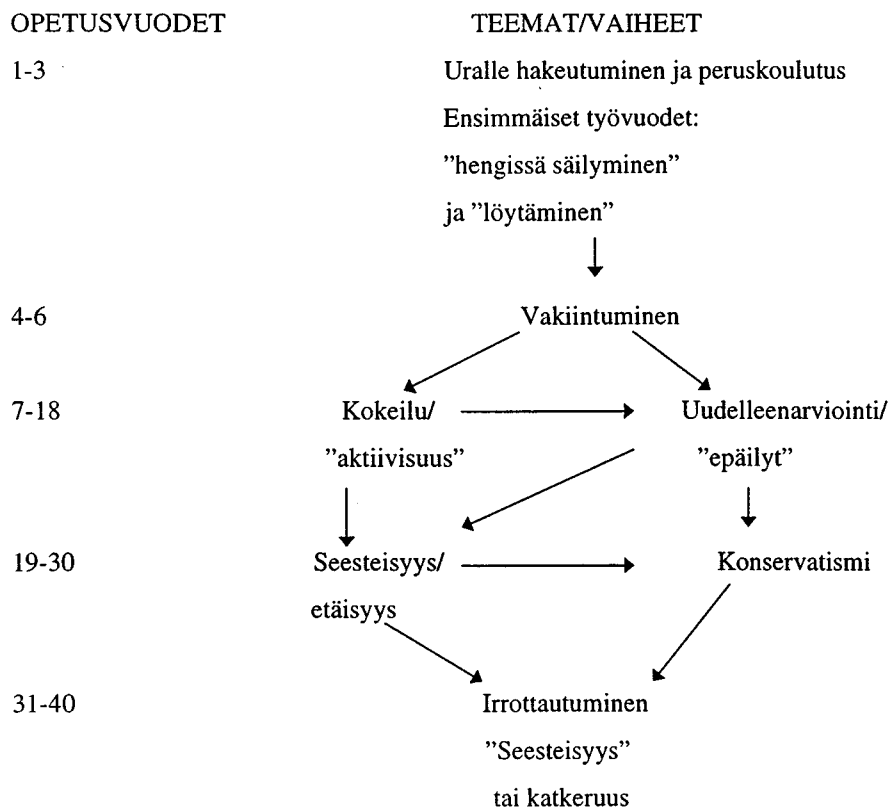 OPETUSVUODET TEEMAT/VAIHEET
1-3 Uralle hakeutuminen ja peruskoulutus
Ensimmäiset työvuodet:
”hengissä säilyminen”
ja ”löytäminen”
4-6 Vakiintuminen
7-18 Kokeilu/ Uudelleenarviointi/
”aktiivisuus” ”epäilyt”
19-30 Seesteisyys/ Konservatismi
etäisyys
31-40 Irrottautuminen
”Seesteisyys”
tai katkeruus